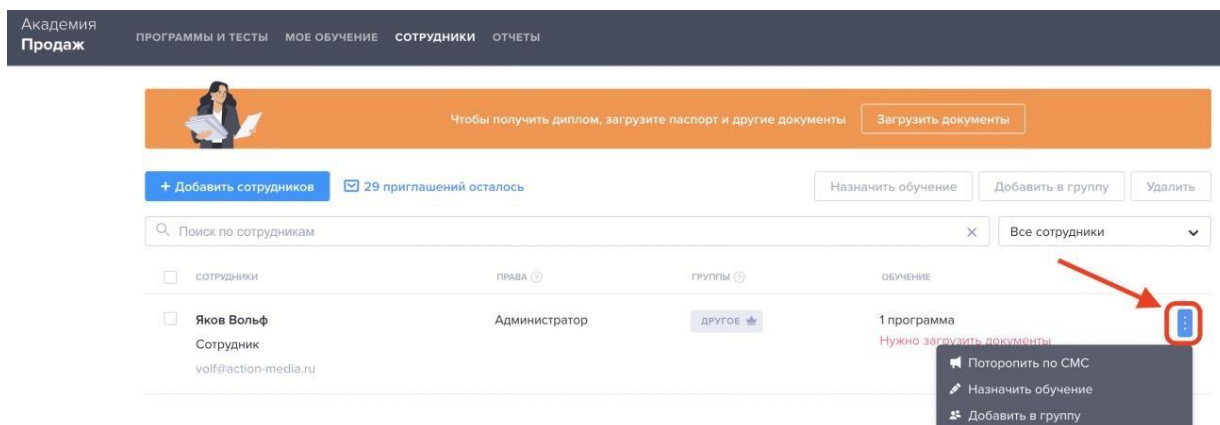 Академия
Продаж
ПРОГРАММЫ И ТЕСТЫ МОЕ ОБУЧЕНИЕ СОТРУДНИКИ ОТЧЕТЫ
Чтобы получить диплом, загрузите паспорт и другие документы Загрузить документы
+ Добавить сотрудников 29 приглашений осталось Назначить обучение Добавить в группу Удалить
Поиск по сотрудникам Все сотрудники
СОТРУДНИКИ ПРАВА ГРУППЫ ОБУЧЕНИЕ
Яков Вольф Администратор ДРУГОЕ 1 программа
Сотрудник Нужно загрузить документы
volf@action-media.ru
Поторопить по СМС
Назначить обучение
Добавить в группу